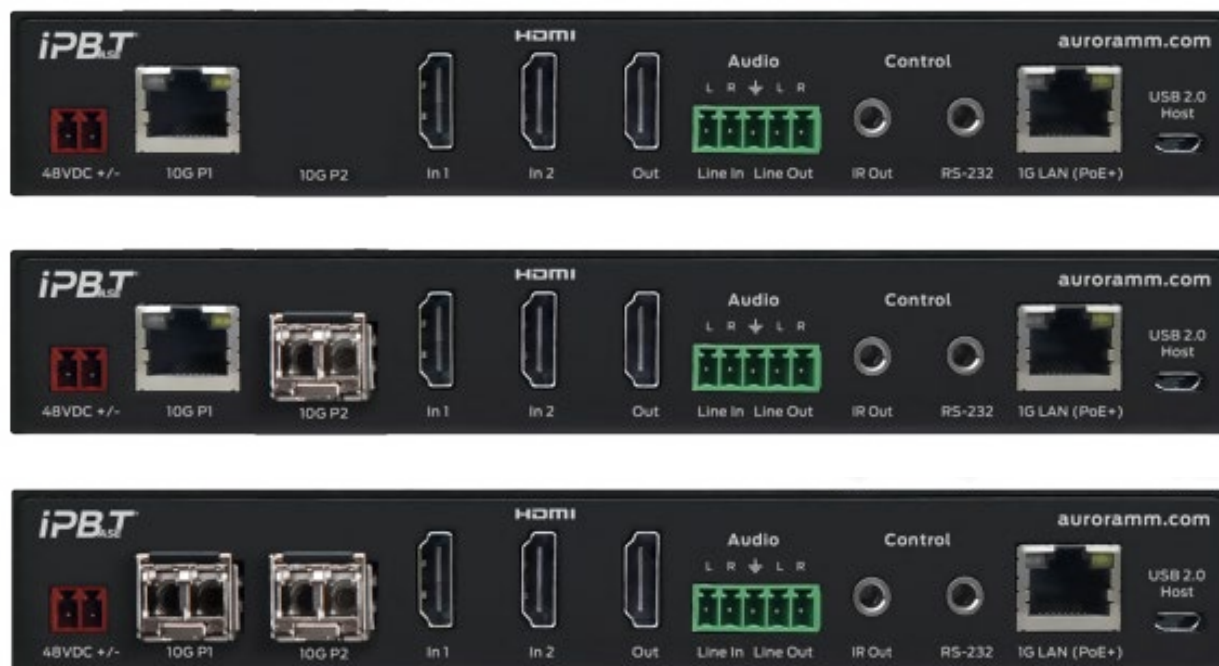 iPBaseT
HDMI
auroramm.com
Audio
Control
L R L R
USB 2.0
Host
48VDC +/-
10G P1
10G P2
In 1
In 2
Out
Line In Line Out
IR Out
RS-232
1G LAN (PoE+)
iPBaseT
HDMI
auroramm.com
Audio
Control
L R L R
USB 2.0
Host
48VDC +/-
10G P1
10G P2
In 1
In 2
Out
Line In Line Out
IR Out
RS-232
1G LAN (PoE+)
iPBaseT
HDMI
auroramm.com
Audio
Control
L R L R
USB 2.0
Host
48VDC +/-
10G P1
10G P2
In 1
In 2
Out
Line In Line Out
IR Out
RS-232
1G LAN (PoE+)